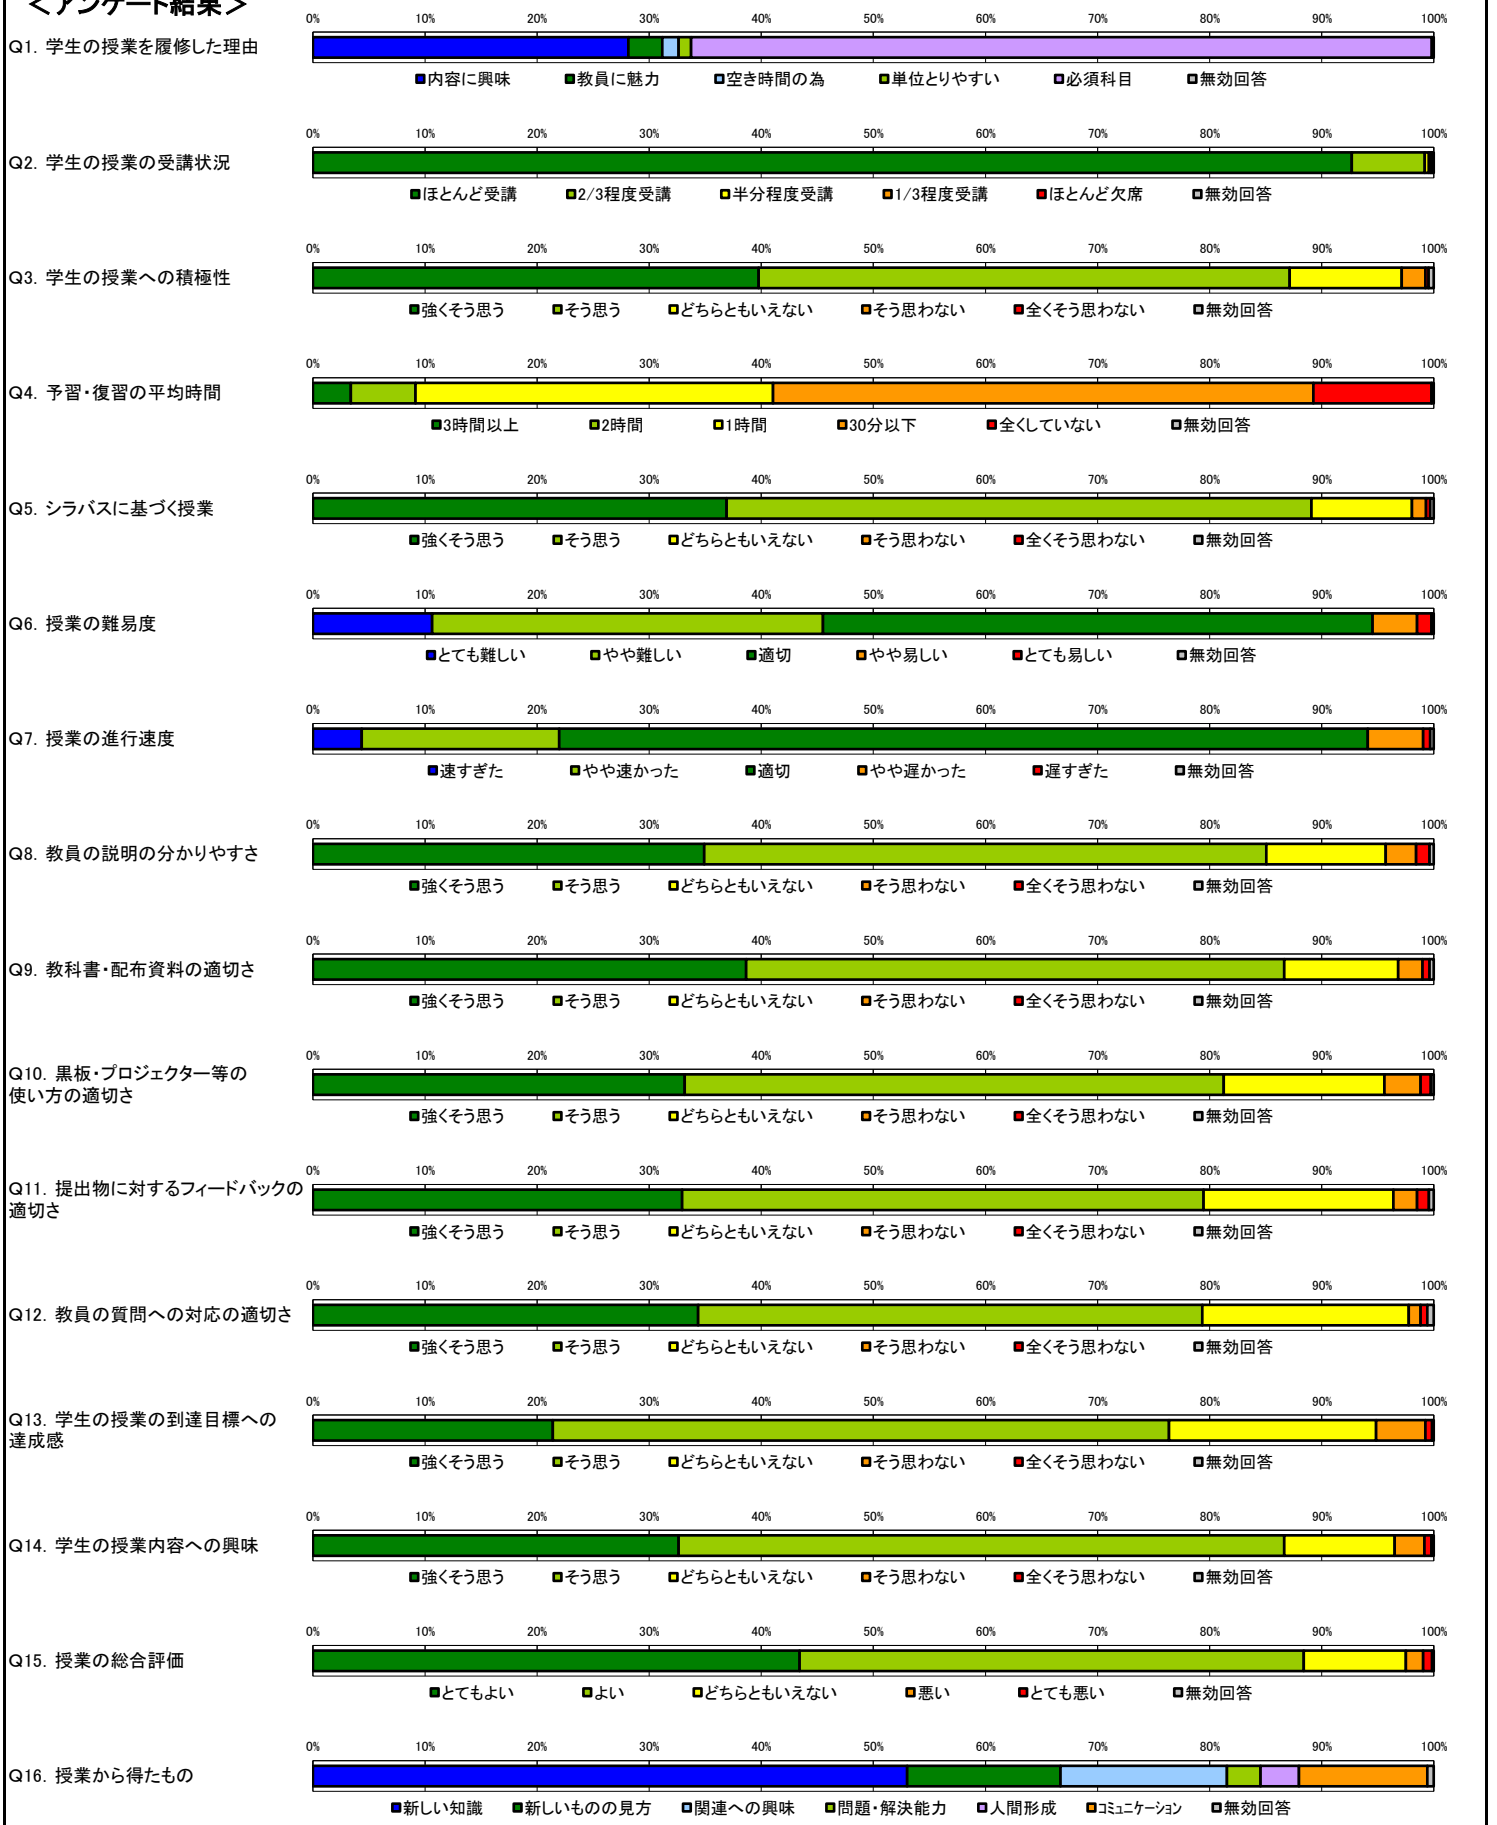 ＜アンケート結果＞
0% 10% 20% 30% 40% 50% 60% 70% 80% 90% 100%
Q1. 学生の授業を履修した理由
内容に興味 教員に魅力 空き時間の為 単位とりやすい 必須科目 無効回答
0% 10% 20% 30% 40% 50% 60% 70% 80% 90% 100%
Q2. 学生の授業の受講状況
ほとんど受講 2/3程度受講 半分程度受講 1/3程度受講 ほとんど欠席 無効回答
0% 10% 20% 30% 40% 50% 60% 70% 80% 90% 100%
Q3. 学生の授業への積極性
強くそう思う そう思う どちらともいえない そう思わない 全くそう思わない 無効回答
0% 10% 20% 30% 40% 50% 60% 70% 80% 90% 100%
Q4. 予習・復習の平均時間
3時間以上 2時間 1時間 30分以下 全くしていない 無効回答
0% 10% 20% 30% 40% 50% 60% 70% 80% 90% 100%
Q5. シラバスに基づく授業
強くそう思う そう思う どちらともいえない そう思わない 全くそう思わない 無効回答
0% 10% 20% 30% 40% 50% 60% 70% 80% 90% 100%
Q6. 授業の難易度
とても難しい やや難しい 適切 やや易しい とても易しい 無効回答
0% 10% 20% 30% 40% 50% 60% 70% 80% 90% 100%
Q7. 授業の進行速度
速すぎた やや速かった 適切 やや遅かった 遅すぎた 無効回答
0% 10% 20% 30% 40% 50% 60% 70% 80% 90% 100%
Q8. 教員の説明の分かりやすさ
強くそう思う そう思う どちらともいえない そう思わない 全くそう思わない 無効回答
0% 10% 20% 30% 40% 50% 60% 70% 80% 90% 100%
Q9. 教科書・配布資料の適切さ
強くそう思う そう思う どちらともいえない そう思わない 全くそう思わない 無効回答
0% 10% 20% 30% 40% 50% 60% 70% 80% 90% 100%
Q10. 黒板・プロジェクター等の
使い方の適切さ
強くそう思う そう思う どちらともいえない そう思わない 全くそう思わない 無効回答
0% 10% 20% 30% 40% 50% 60% 70% 80% 90% 100%
Q11. 提出物に対するフィードバックの
適切さ
強くそう思う そう思う どちらともいえない そう思わない 全くそう思わない 無効回答
0% 10% 20% 30% 40% 50% 60% 70% 80% 90% 100%
Q12. 教員の質問への対応の適切さ
強くそう思う そう思う どちらともいえない そう思わない 全くそう思わない 無効回答
0% 10% 20% 30% 40% 50% 60% 70% 80% 90% 100%
Q13. 学生の授業の到達目標への
達成感
強くそう思う そう思う どちらともいえない そう思わない 全くそう思わない 無効回答
0% 10% 20% 30% 40% 50% 60% 70% 80% 90% 100%
Q14. 学生の授業内容への興味
強くそう思う そう思う どちらともいえない そう思わない 全くそう思わない 無効回答
0% 10% 20% 30% 40% 50% 60% 70% 80% 90% 100%
Q15. 授業の総合評価
とてもよい よい どちらともいえない 悪い とても悪い 無効回答
0% 10% 20% 30% 40% 50% 60% 70% 80% 90% 100%
Q16. 授業から得たもの
新しい知識 新しいものの見方 関連への興味 問題・解決能力 人間形成 ｺﾐｭﾆｹｰｼｮﾝ 無効回答